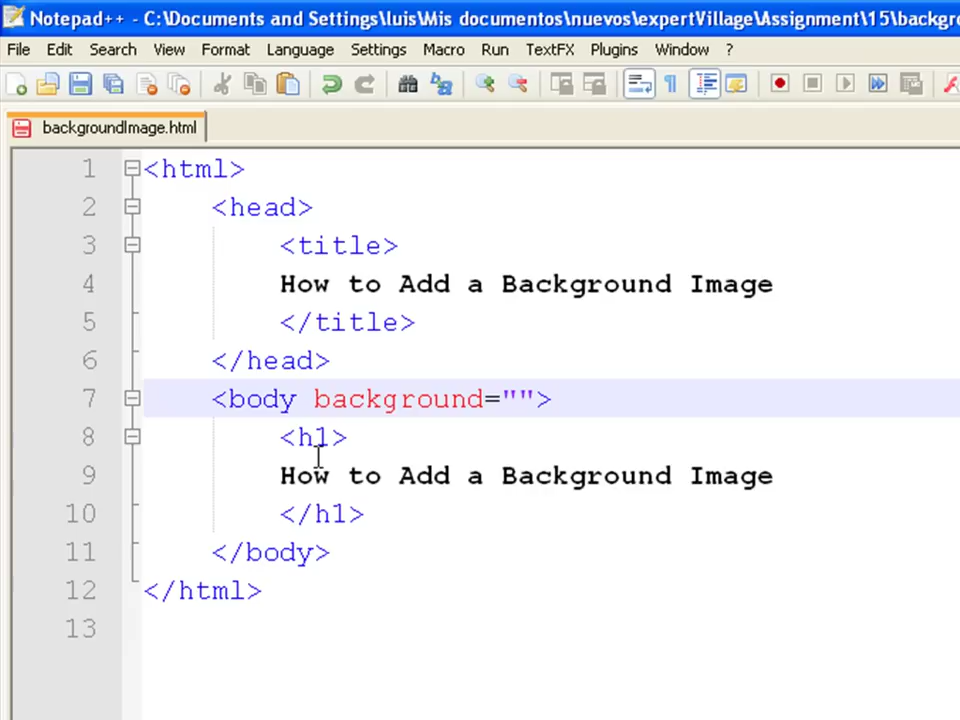 Notepad++ - C:\Documents and Settings\luis\Mis documentos\nuevos\expertVillage\Assignment\15\backgro
File Edit Search View Format Language Settings Macro Run TextFX Plugins Window ?
backgroundImage.html
1 <html>
2 <head>
3 <title>
4 How to Add a Background Image
5 </title>
6 </head>
7 <body background="">
8 <h1>
9 How to Add a Background Image
10 </h1>
11 </body>
12 </html>
13